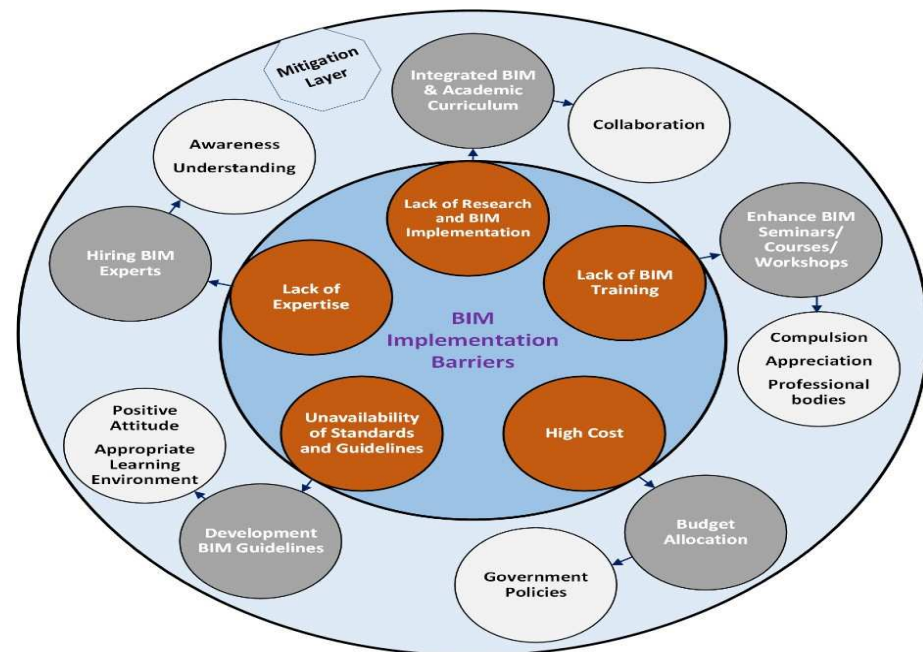 Mitigation
Layer
Integrated BIM
& Academic
Curriculum
Collaboration
Awareness
Understanding
Hiring BIM
Experts
Lack of Research
and BIM
Implementation
Enhance BIM
Seminars/
Courses/
Workshops
Lack of
Expertise
Lack of BIM
Training
BIM
Implementation
Barriers
Compulsion
Appreciation
Professional
bodies
Positive
Attitude
Appropriate
Learning
Environment
Unavailability
of Standards
and Guidelines
High Cost
Development
BIM Guidelines
Budget
Allocation
Government
Policies